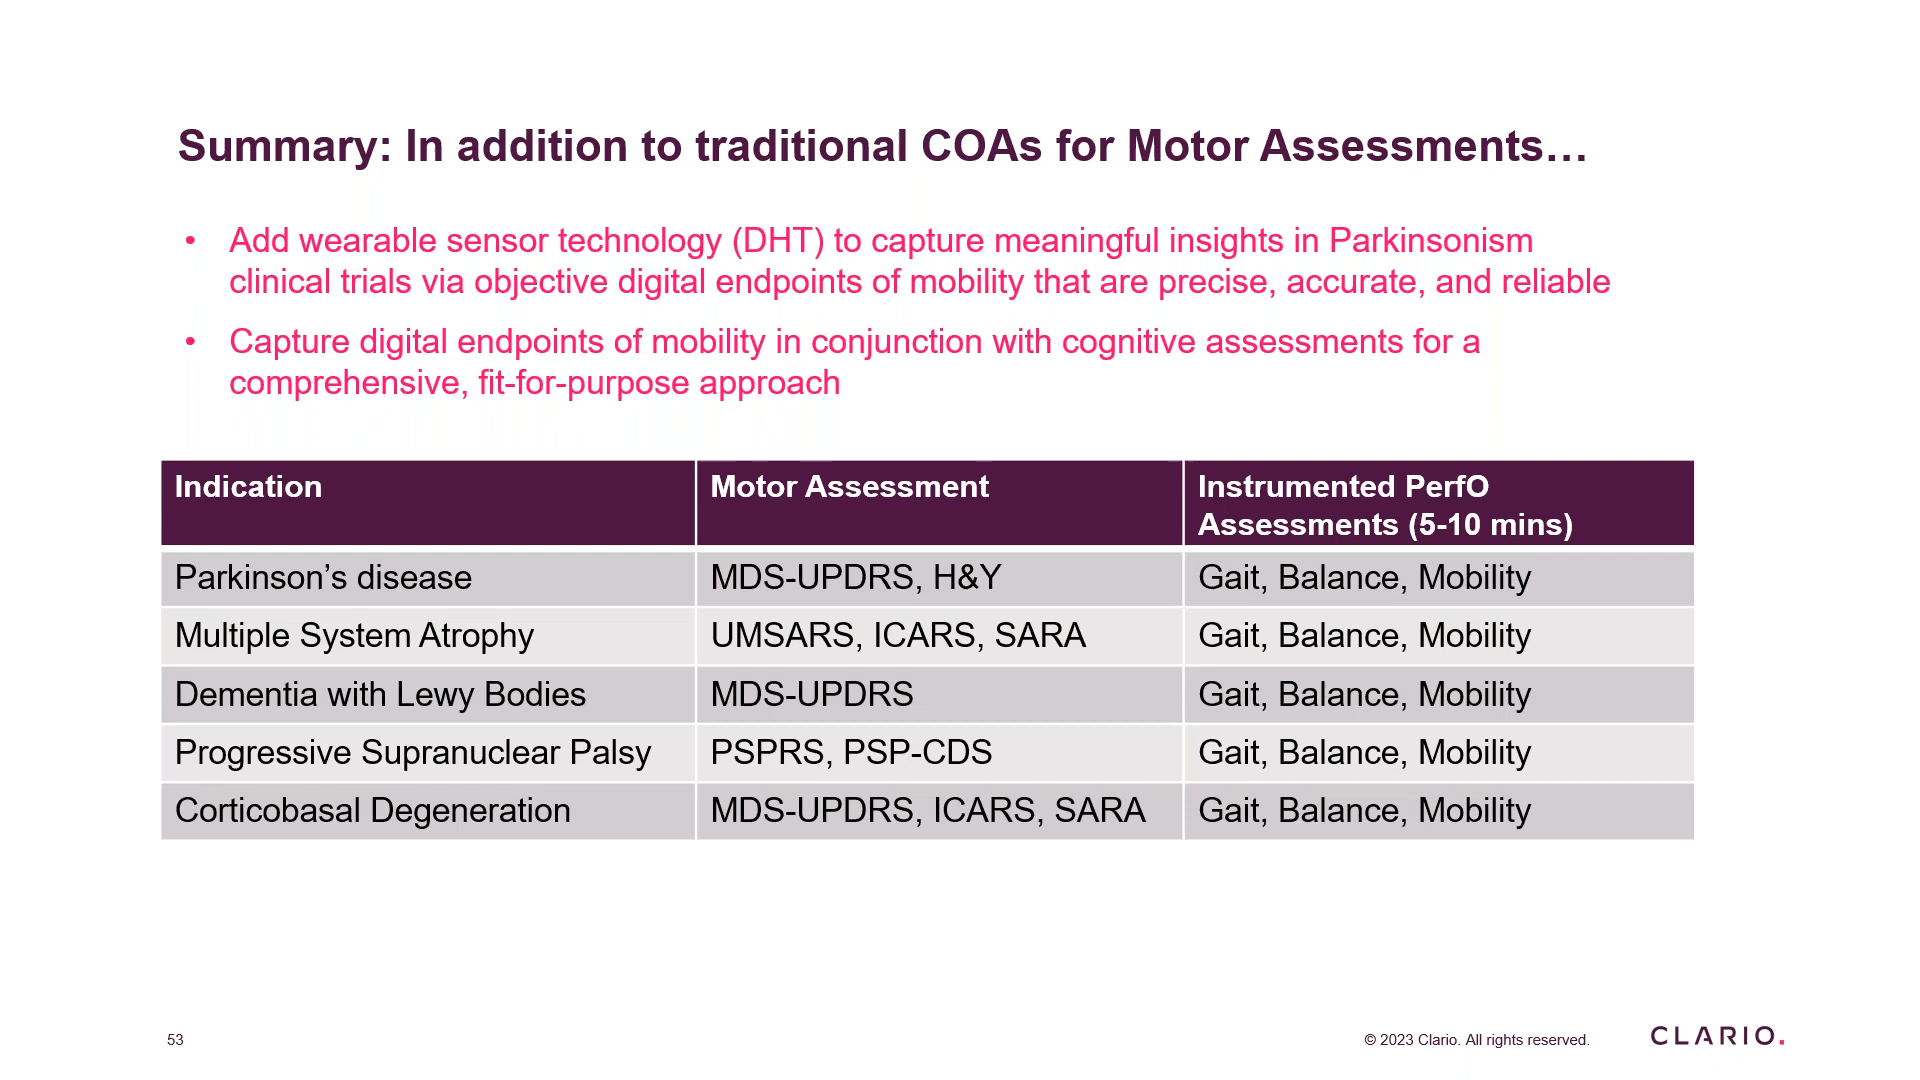 Summary: In addition to traditional COAs for Motor Assessments…
• Add wearable sensor technology (DHT) to capture meaningful insights in Parkinsonism
clinical trials via objective digital endpoints of mobility that are precise, accurate, and reliable
• Capture digital endpoints of mobility in conjunction with cognitive assessments for a
comprehensive, fit-for-purpose approach
Indication Motor Assessment Instrumented PerfO
Assessments (5-10 mins)
Parkinson’s disease MDS-UPDRS, H&Y Gait, Balance, Mobility
Multiple System Atrophy UMSARS, ICARS, SARA Gait, Balance, Mobility
Dementia with Lewy Bodies MDS-UPDRS Gait, Balance, Mobility
Progressive Supranuclear Palsy PSPRS, PSP-CDS Gait, Balance, Mobility
Corticobasal Degeneration MDS-UPDRS, ICARS, SARA Gait, Balance, Mobility
53 © 2023 Clario. All rights reserved. CLARIO.